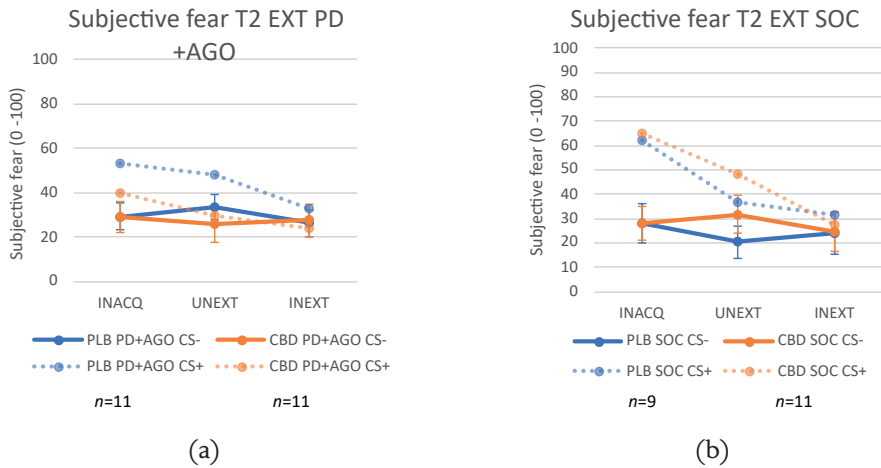 Subjective fear T2 EXT PD
+AGO
Subjective fear (0 -100)
100
80
60
40
20
0
INACQ UNEXT INEXT
PLB PD+AGO CS- CBD PD+AGO CS-
PLB PD+AGO CS+ CBD PD+AGO CS+
n=11 n=11
(a)
Subjective fear T2 EXT SOC
Subjective fear (0 -100)
100
90
80
70
60
50
40
30
20
10
0
INACQ UNEXT INEXT
PLB SOC CS- CBD SOC CS-
PLB SOC CS+ CBD SOC CS+
n=9 n=11
(b)